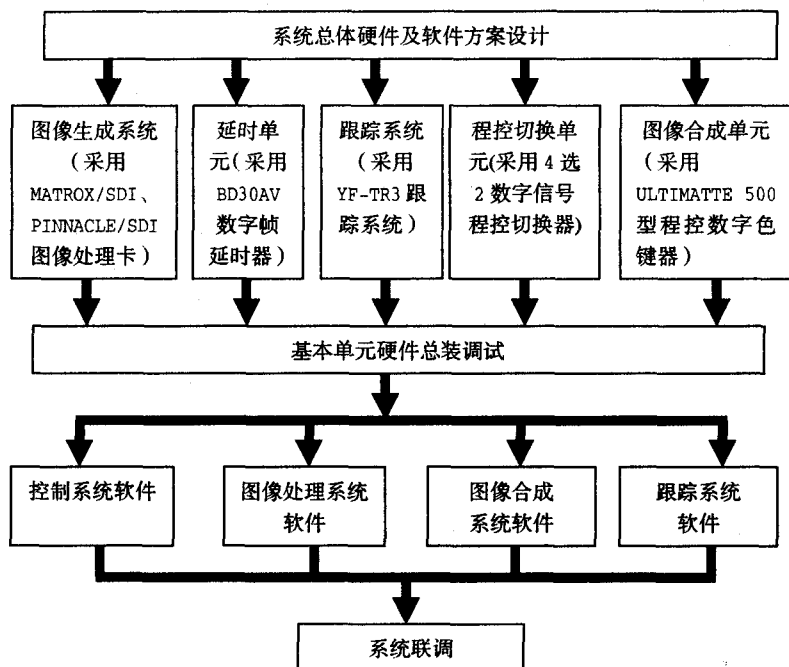 系统总体硬件及软件方案设计
图像生成系统
(采用
MATROX/SDI、
PINNACLE/SDI
图像处理卡)
延时单
元(采用
BD30AV
数字帧
延时器)
跟踪系统
(采用
YF-TR3 跟
踪系统)
程控切换单
元(采用 4 选
2 数字信号
程控切换器)
图像合成单元
(采用
ULTIMATTE 500
型程控数字色
键器)
基本单元硬件总装调试
控制系统软件
图像处理系统
软件
图像合成
系统软件
跟踪系统
软件
系统联调